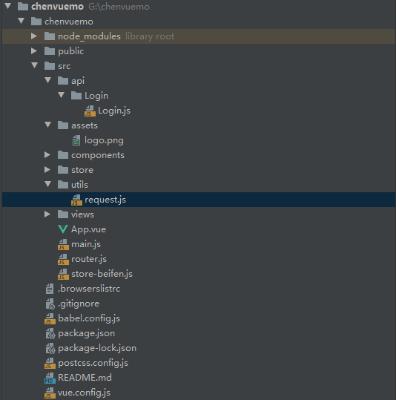 chenvuemo G:\chenvuemo
chenvuemo
node_modules library root
public
src
api
Login
Login.js
assets
logo.png
components
store
utils
request.js
views
App.vue
main.js
router.js
store-beifen.js
.browserslistrc
.gitignore
babel.config.js
package.json
package-lock.json
postcss.config.js
README.md
vue.config.js